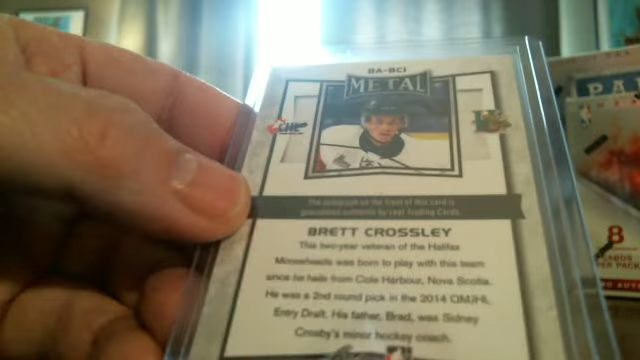 BA-BC1
METAL
CHL
The autograph on the front of this card is
guaranteed authentic by Leaf Trading Cards.
BRETT CROSSLEY
This two-year veteran of the Halifax
Mooseheads was born to play with this team
since he hails from Cole Harbour, Nova Scotia.
He was a 2nd round pick in the 2014 QMJHL
Entry Draft. His father, Brad, was Sidney
Crosby's minor hockey coach.
PA
8
CARDS
PER PACK